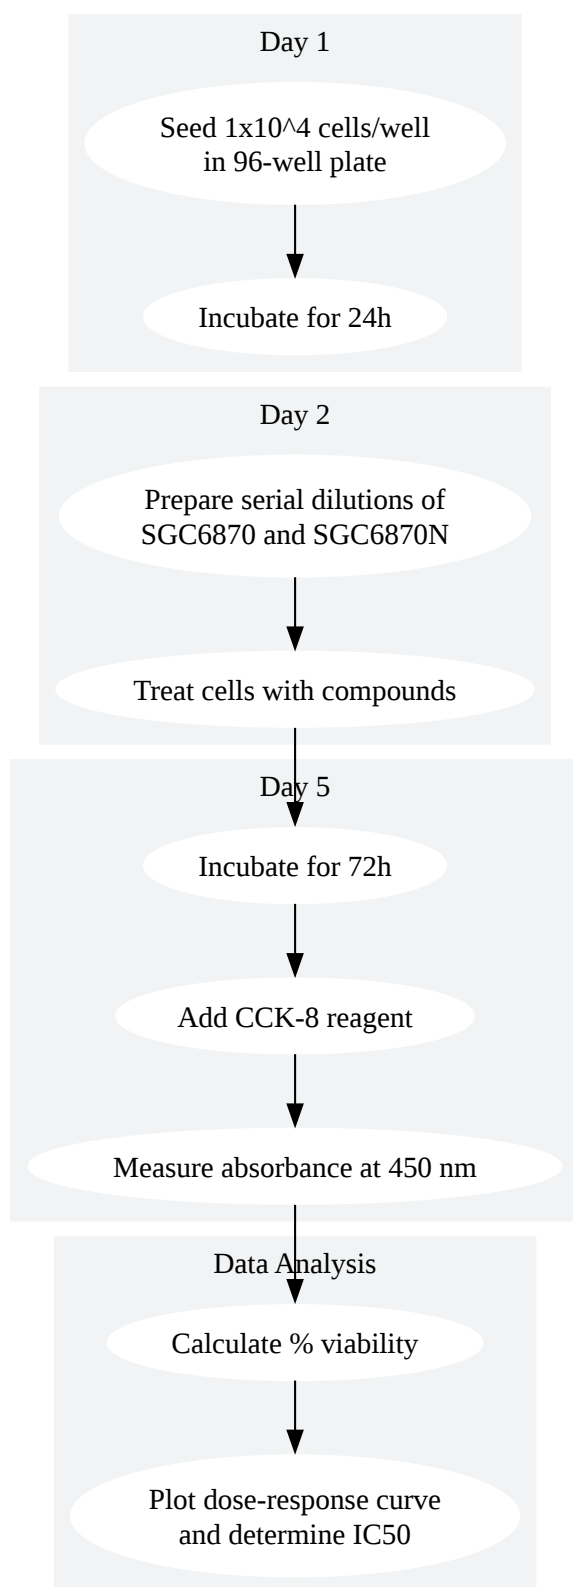 Day 1
Seed 1x10^4 cells/well
in 96-well plate
Incubate for 24h
Day 2
Prepare serial dilutions of
SGC6870 and SGC6870N
Treat cells with compounds
Day 5
Incubate for 72h
Add CCK-8 reagent
Measure absorbance at 450 nm
Data Analysis
Calculate % viability
Plot dose-response curve
and determine IC50